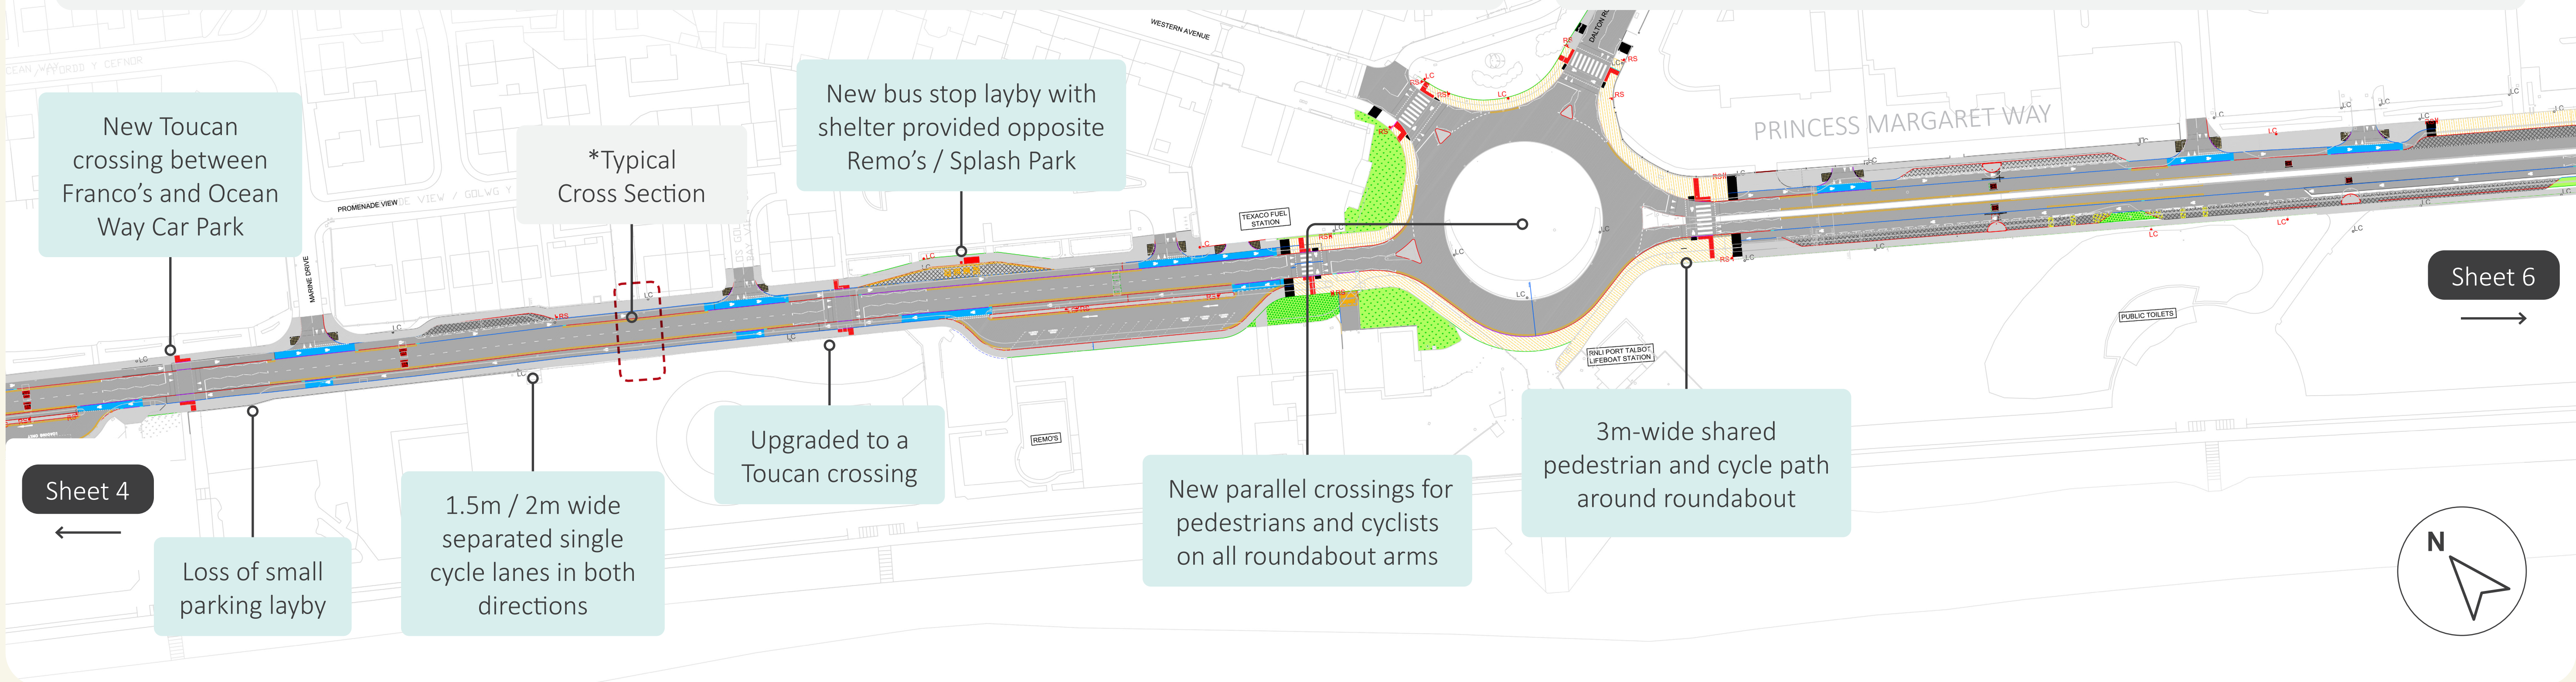 WESTERN AVENUE
DALTON RO
New Toucan
crossing between
Franco's and Ocean
Way Car Park
*Typical
Cross Section
New bus stop layby with
shelter provided opposite
Remo's / Splash Park
PRINCESS MARGARET WAY
PROMENADE VIEW
MARINE DRIVE
TEXACO FUEL
STATION
RNLI PORT TALBOT
LIFEBOAT STATION
PUBLIC TOILETS
REMO'S
Sheet 6
Sheet 4
Loss of small
parking layby
1.5m / 2m wide
separated single
cycle lanes in both
directions
Upgraded to a
Toucan crossing
New parallel crossings for
pedestrians and cyclists
on all roundabout arms
3m-wide shared
pedestrian and cycle path
around roundabout
N